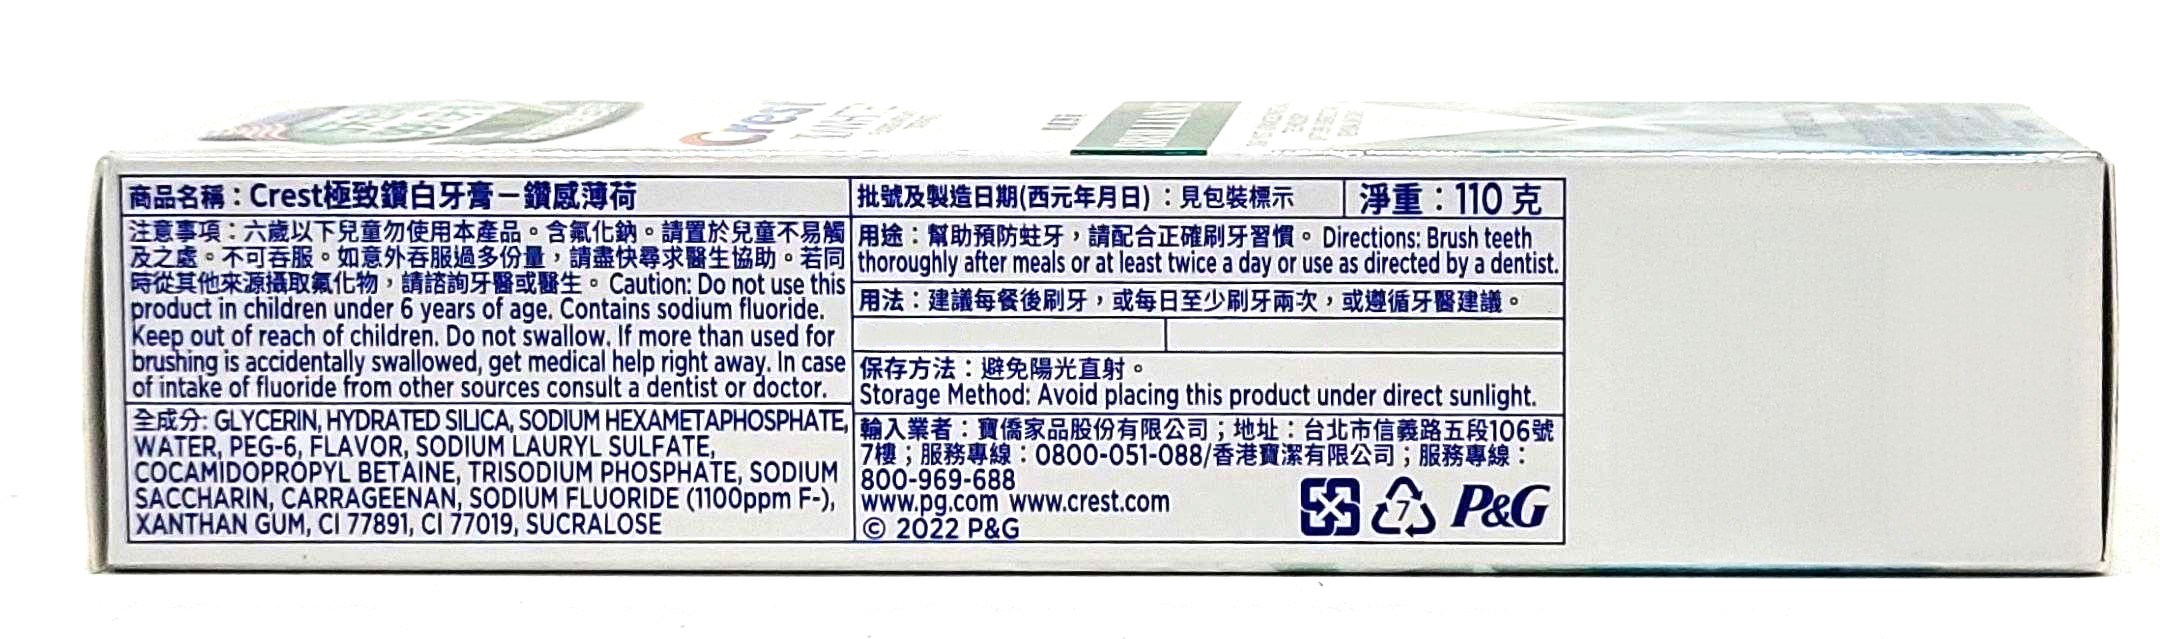 Crest
商品名稱：Crest極致鑽白牙膏－鑽感薄荷
注意事項：六歲以下兒童勿使用本產品。含氟化鈉。請置於兒童不易觸
及之處。不可吞服。如意外吞服過多份量，請盡快尋求醫生協助。若同
時從其他來源攝取氟化物，請諮詢牙醫或醫生。Caution: Do not use this
product in children under 6 years of age. Contains sodium fluoride.
Keep out of reach of children. Do not swallow. If more than used for
brushing is accidentally swallowed, get medical help right away. In case
of intake of fluoride from other sources consult a dentist or doctor.
全成分: GLYCERIN, HYDRATED SILICA, SODIUM HEXAMETAPHOSPHATE,
WATER, PEG-6, FLAVOR, SODIUM LAURYL SULFATE,
COCAMIDOPROPYL BETAINE, TRISODIUM PHOSPHATE, SODIUM
SACCHARIN, CARRAGEENAN, SODIUM FLUORIDE (1100ppm F-),
XANTHAN GUM, CI 77891, CI 77019, SUCRALOSE
批號及製造日期(西元年月日)：見包裝標示
淨重：110 克
用途：幫助預防蛀牙，請配合正確刷牙習慣。Directions: Brush teeth
thoroughly after meals or at least twice a day or use as directed by a dentist.
用法：建議每餐後刷牙，或每日至少刷牙兩次，或遵循牙醫建議。
保存方法：避免陽光直射。
Storage Method: Avoid placing this product under direct sunlight.
輸入業者：寶僑家品股份有限公司；地址：台北市信義路五段106號
7樓；服務專線：0800-051-088/香港寶潔有限公司；服務專線：
800-969-688
www.pg.com www.crest.com
© 2022 P&G
7
P&G